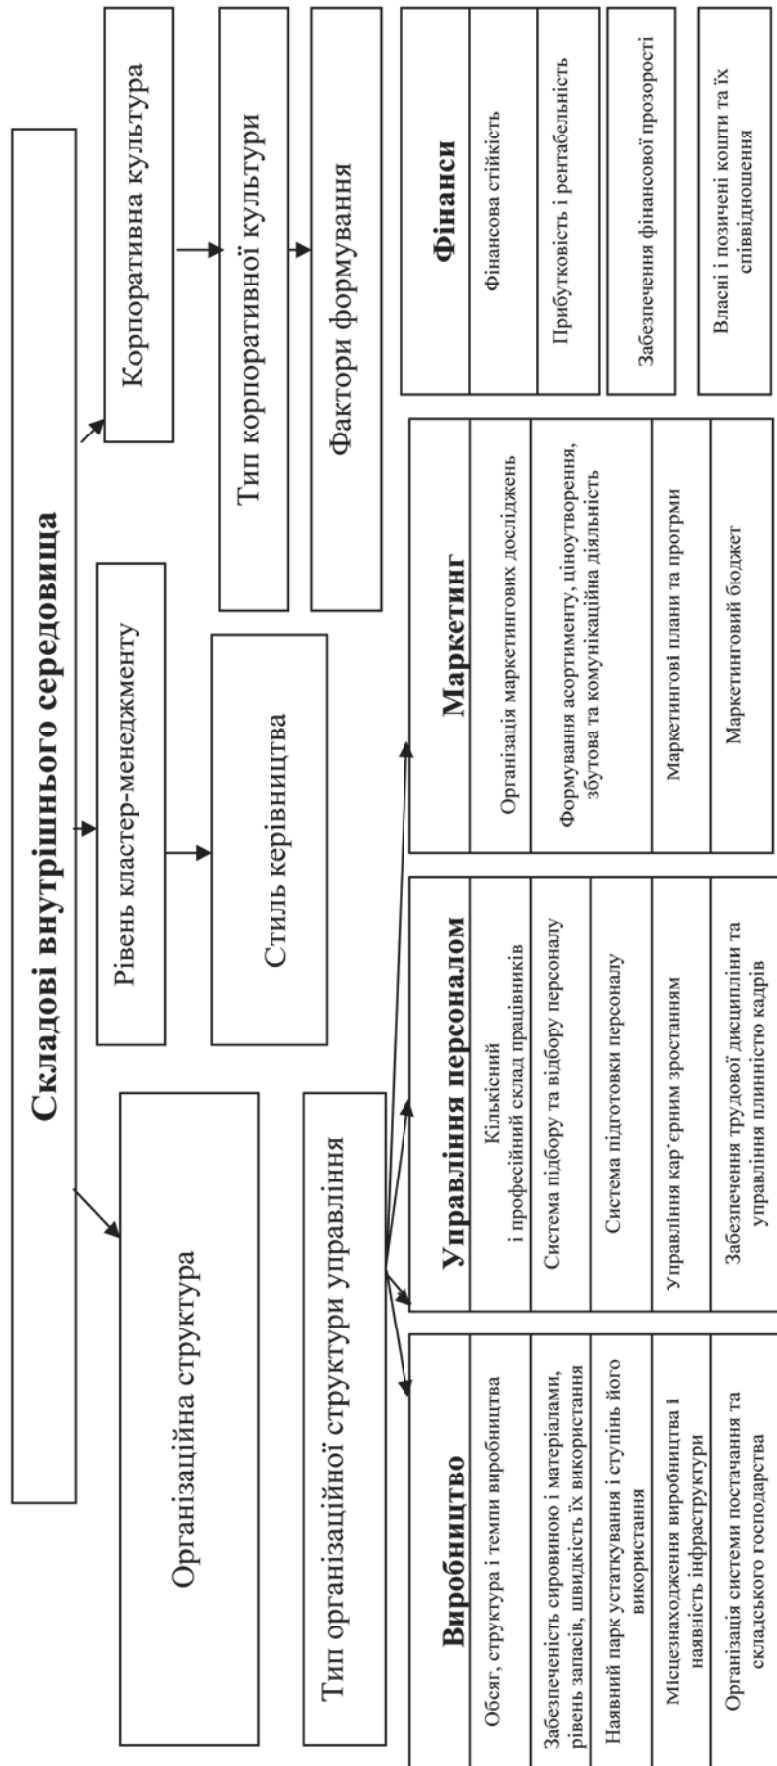 Складові внутрішнього середовища
Організаційна структура
Рівень кластер-менеджменту
Корпоративна культура
Тип організаційної структури управління
Стиль керівництва
Тип корпоративної культури
Фактори формування
Виробництво
Обсяг, структура і темпи виробництва
Забезпеченість сировиною і матеріалами,
рівень запасів, швидкість їх використання
Наявний парк устаткування і ступінь його
використання
Місцезнаходження виробництва і
наявність інфраструктури
Організація системи постачання та
складського господарства
Управління персоналом
Кількісний
і професійний склад працівників
Система підбору та відбору персоналу
Система підготовки персоналу
Управління кар`єрним зростанням
Забезпечення трудової дисципліни та
управління плинністю кадрів
Маркетинг
Організація маркетингових досліджень
Формування асортименту, ціноутворення,
збутова та комунікаційна діяльність
Маркетингові плани та прогрми
Маркетинговий бюджет
Фінанси
Фінансова стійкість
Прибутковість і рентабельність
Забезпечення фінансової прозорості
Власні і позичені кошти та їх
співвідношення